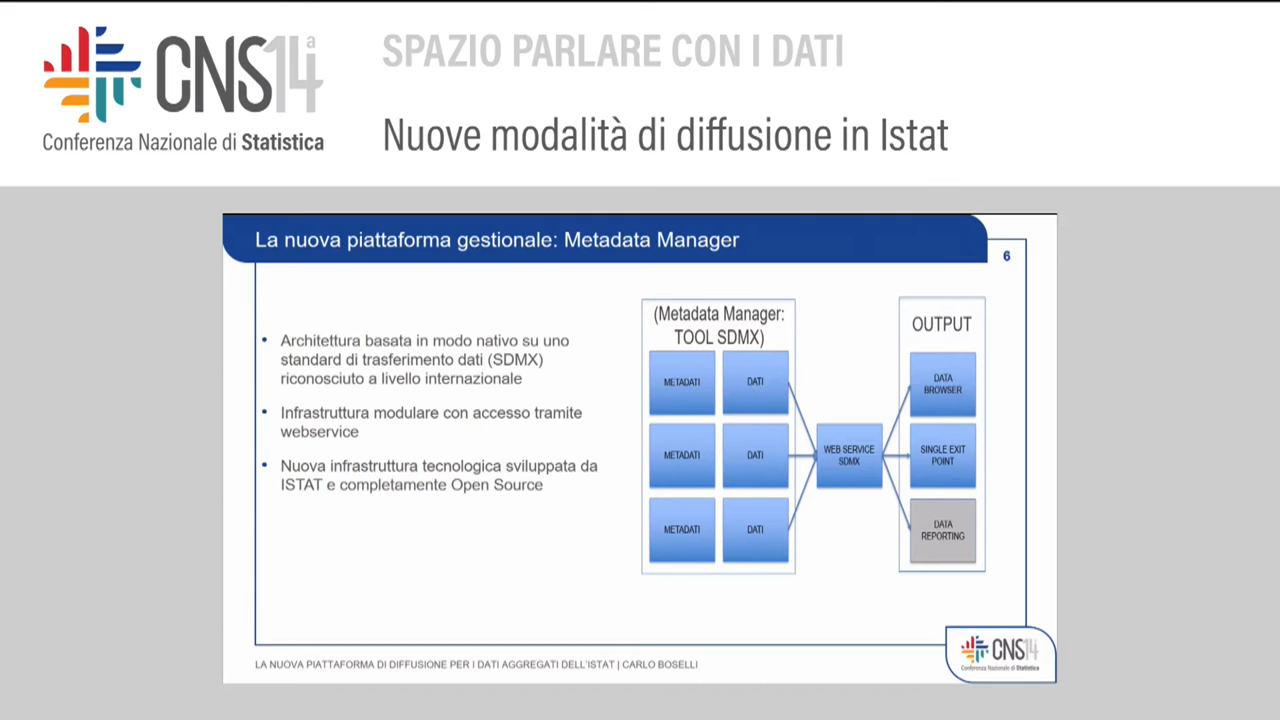 CNS14ª
Conferenza Nazionale di Statistica
SPAZIO PARLARE CON I DATI
Nuove modalità di diffusione in Istat
La nuova piattaforma gestionale: Metadata Manager
6
• Architettura basata in modo nativo su uno
standard di trasferimento dati (SDMX)
riconosciuto a livello internazionale
• Infrastruttura modulare con accesso tramite
webservice
• Nuova infrastruttura tecnologica sviluppata da
ISTAT e completamente Open Source
(Metadata Manager:
TOOL SDMX)
METADATI
DATI
METADATI
DATI
METADATI
DATI
WEB SERVICE
SDMX
OUTPUT
DATA
BROWSER
SINGLE EXIT
POINT
DATA
REPORTING
LA NUOVA PIATTAFORMA DI DIFFUSIONE PER I DATI AGGREGATI DELL'ISTAT | CARLO BOSELLI
CNS14
Conferenza Nazionale di Statistica